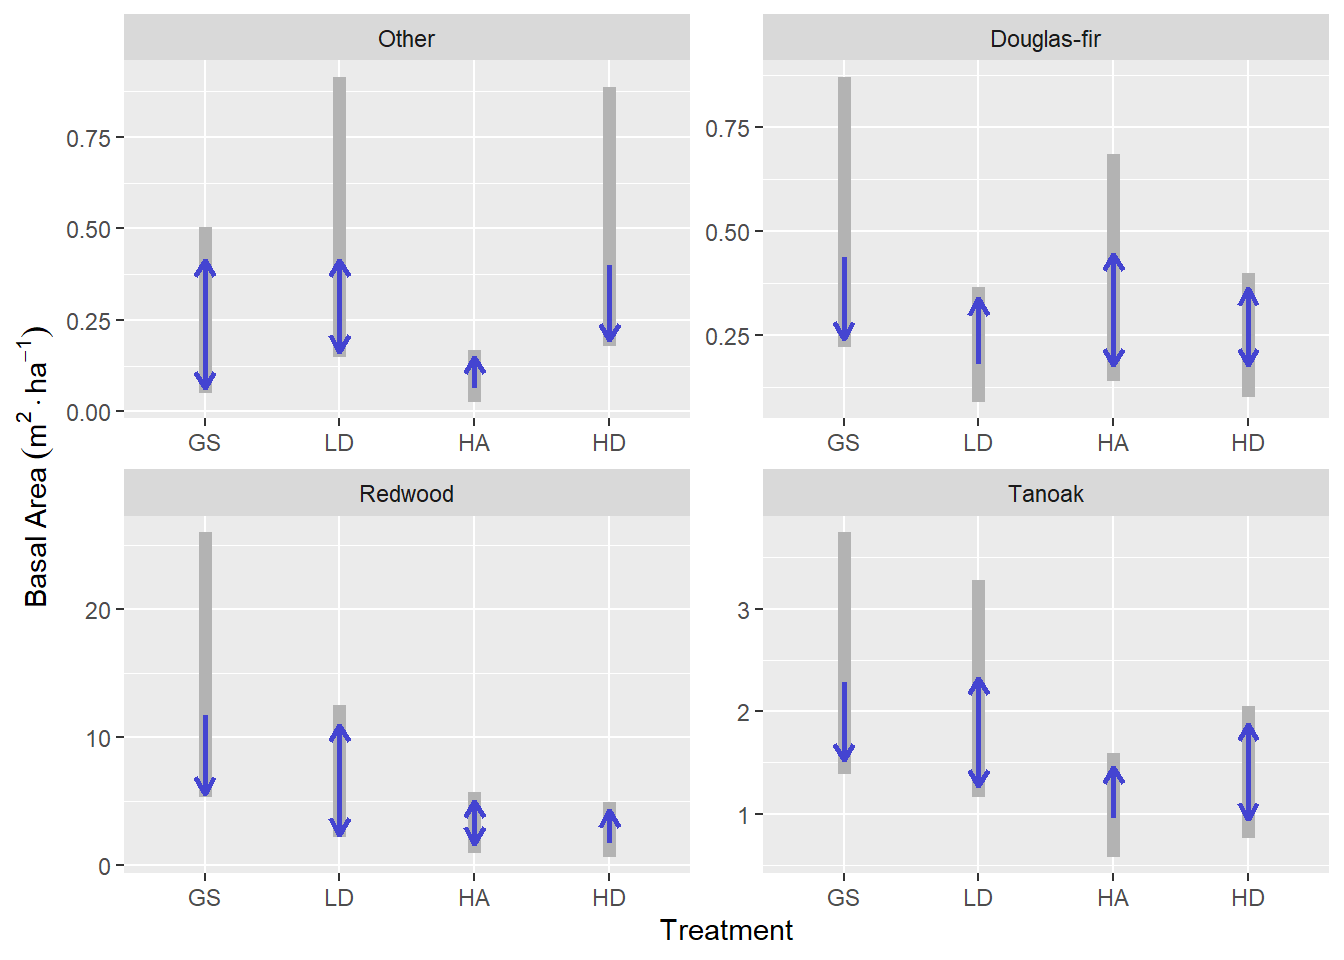 Other
Douglas-fir
0.75
0.50
0.25
0.00
0.75
0.50
0.25
GS LD HA HD
GS LD HA HD
Redwood
Tanoak
20
10
0
3
2
1
GS LD HA HD
GS LD HA HD
Basal Area (m² · ha⁻¹)
Treatment